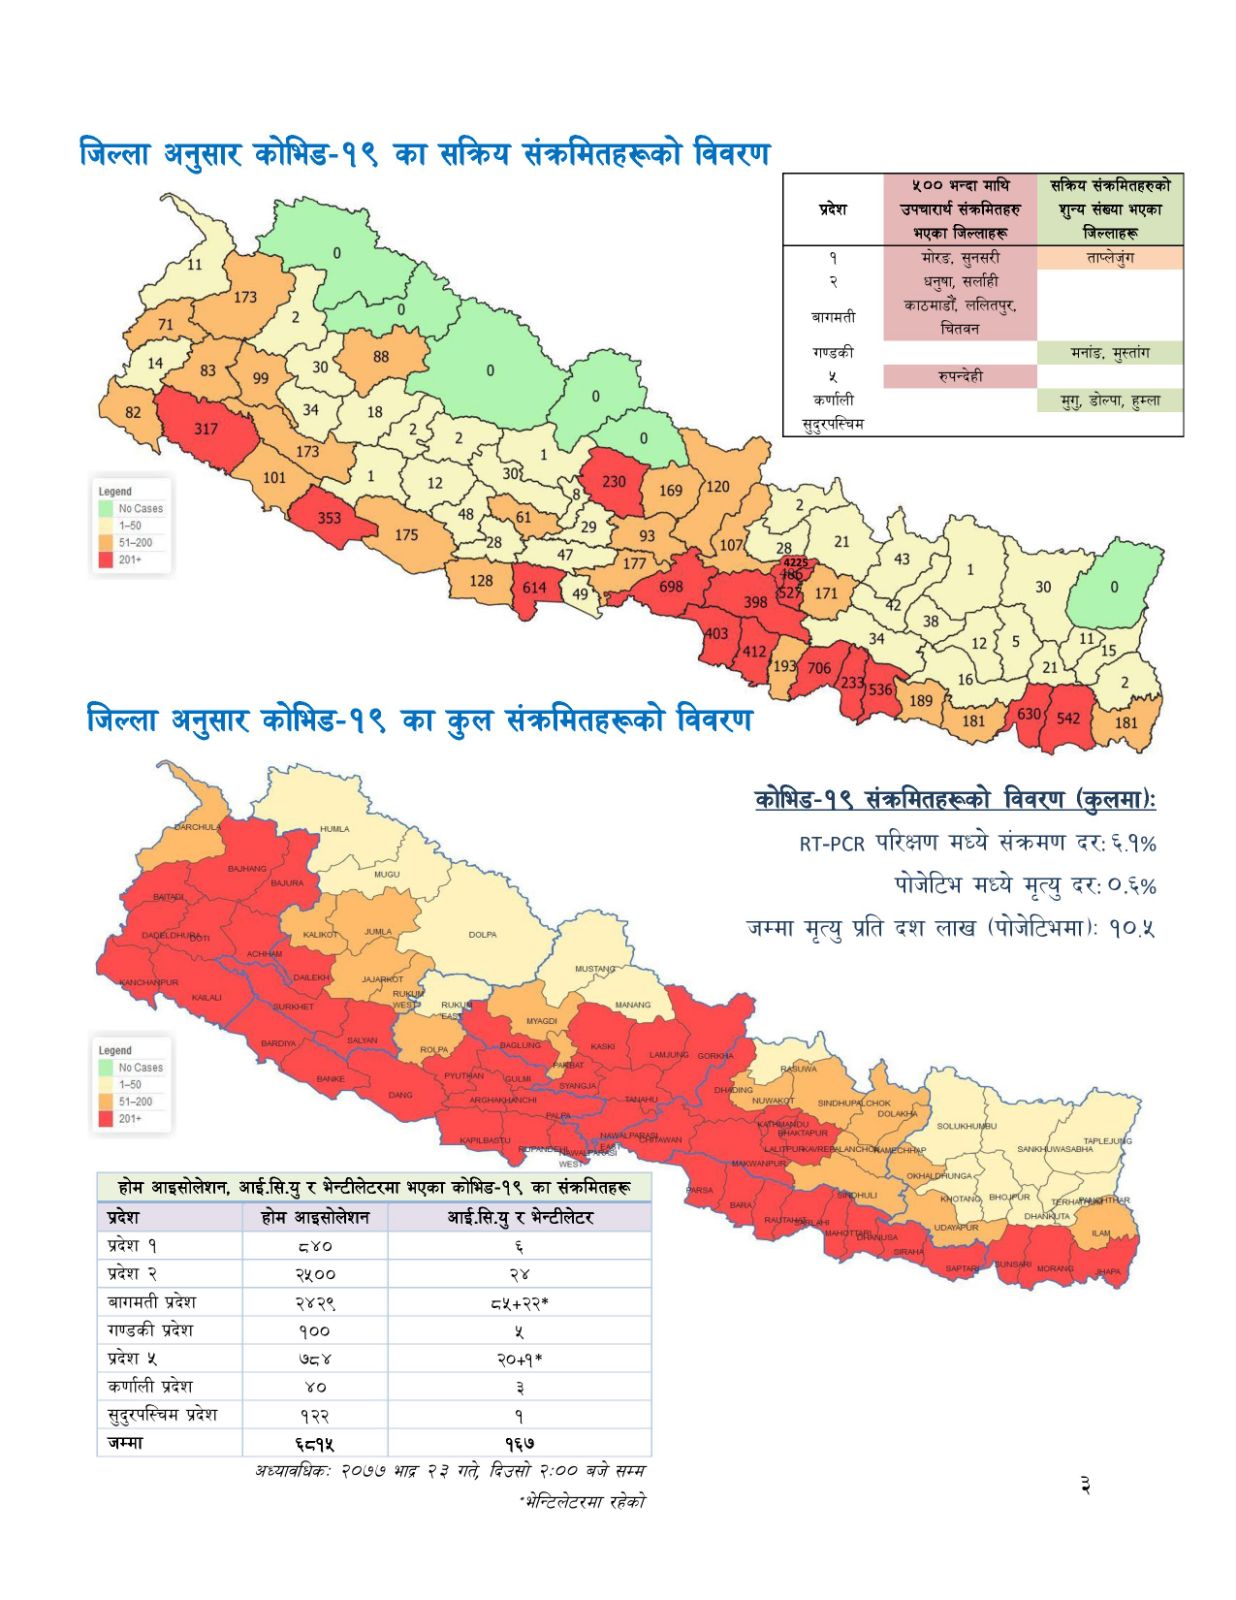 जिल्ला अनुसार कोभिड-१९ का सक्रिय संक्रमितहरूको विवरण
प्रदेश
५०० भन्दा माथि
उपचारार्थ संक्रमितहरु
भएका जिल्लाहरू
सक्रिय संक्रमितहरुको
शुन्य संख्या भएका
जिल्लाहरू
१ मोरङ, सुनसरी ताप्लेजुंग
२ धनुषा, सर्लाही
बागमती काठमाडौं, ललितपुर,
चितवन
गण्डकी मनांङ, मुस्तांग
५ रुपन्देही
कर्णाली मुगु, डोल्पा, हुम्ला
सुदुरपश्चिम
0
11
173
2
0
71
14
83
99
30
88
0
0
82
317
34
18
2
2
0
173
1
101
1
12
30
8
230
169
120
353
175
48
61
29
93
107
2
28
21
43
1
30
0
28
47
177
4225
527
171
128
614
49
698
398
42
38
12
5
11
15
403
412
193
706
233
536
34
16
21
2
189
181
630
542
181
Legend
No Cases
1–50
51–200
201+
जिल्ला अनुसार कोभिड-१९ का कुल संक्रमितहरूको विवरण
कोभिड-१९ संक्रमितहरूको विवरण (कुलमा):
RT-PCR परिक्षण मध्ये संक्रमण दर: ६.१%
पोजेटिभ मध्ये मृत्यु दर: ०.६%
जम्मा मृत्यु प्रति दश लाख (पोजेटिभमा): १०.५
DARCHULA
HUMLA
BAJHANG
BAJURA
MUGU
BAITADI
DADELDHURA
DOTI
KALIKOT
JUMLA
DOLPA
ACHHAM
KANCHANPUR
KAILALI
DAILEKH
JAJARKOT
MUSTANG
SURKHET
RUKUM
WEST
RUKUM
EAST
MANANG
MYAGDI
BARDIYA
SALYAN
ROLPA
BAGLUNG
KASKI
LAMJUNG
GORKHA
PARBAT
RASUWA
BANKE
DANG
PYUTHAN
GULMI
SYANGJA
ARGHAKHANCHI
TANAHU
DHADING
NUWAKOT
SINDHUPALCHOK
DOLAKHA
PALPA
KAPILBASTU
RUPANDEHI
NAWALPARASI
EAST
NAWALPARASI
WEST
CHITAWAN
KATHMANDU
BHAKTAPUR
LALITPUR
KAVREPALANCHOK
RAMECHHAP
SOLUKHUMBU
SANKHUWASABHA
TAPLEJUNG
MAKWANPUR
OKHALDHUNGA
PARSA
BARA
SINDHULI
KHOTANG
BHOJPUR
TERHATHUM
PANCHTHAR
DHANKUTA
RAUTAHAT
SARLAHI
MAHOTTARI
DHANUSA
UDAYAPUR
ILAM
SIRAHA
SAPTARI
SUNSARI
MORANG
JHAPA
Legend
No Cases
1–50
51–200
201+
होम आइसोलेशन, आई.सि.यु र भेन्टीलेटरमा भएका कोभिड-१९ का संक्रमितहरू
प्रदेश होम आइसोलेशन आई.सि.यु र भेन्टीलेटर
प्रदेश १ ८४० ६
प्रदेश २ २५०० २४
बागमती प्रदेश २४२९ ८५+२२*
गण्डकी प्रदेश १०० ५
प्रदेश ५ ७८४ २०+१*
कर्णाली प्रदेश ४० ३
सुदुरपश्चिम प्रदेश १२२ १
जम्मा ६८१५ १६७
अध्यावधिक: २०७७ भाद्र २३ गते, दिउसो २:०० बजे सम्म
*भेन्टिलेटरमा रहेको
३